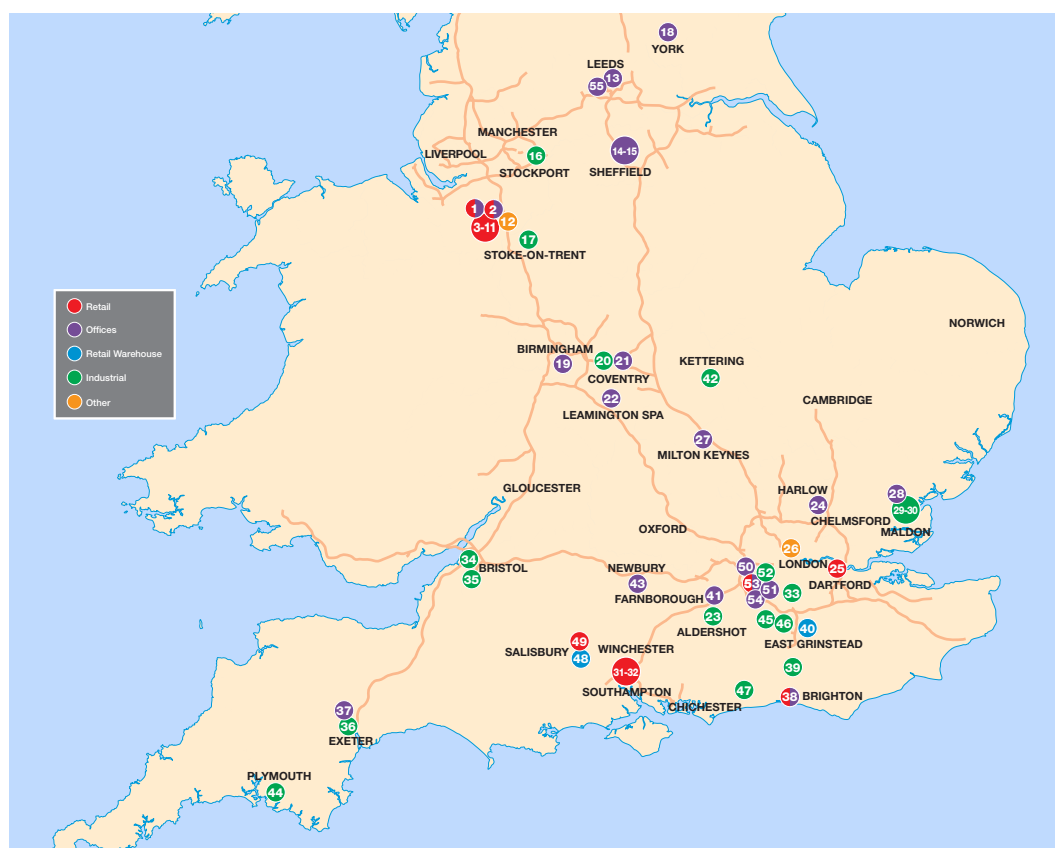 18
YORK
LEEDS
13
55
MANCHESTER
LIVERPOOL
16
STOCKPORT
14-15
SHEFFIELD
1
2
3-11
12
17
STOKE-ON-TRENT
Retail
Offices
Retail Warehouse
Industrial
Other
NORWICH
BIRMINGHAM
19
20
21
COVENTRY
KETTERING
42
22
LEAMINGTON SPA
CAMBRIDGE
27
MILTON KEYNES
GLOUCESTER
HARLOW
24
28
29-30
CHELMSFORD
MALDON
OXFORD
26
LONDON
34
BRISTOL
35
NEWBURY
43
FARNBOROUGH
41
50
52
53
51
54
25
DARTFORD
33
23
ALDERSHOT
45
46
40
EAST GRINSTEAD
49
SALISBURY
48
WINCHESTER
31-32
SOUTHAMPTON
39
47
CHICHESTER
38
BRIGHTON
37
36
EXETER
PLYMOUTH
44